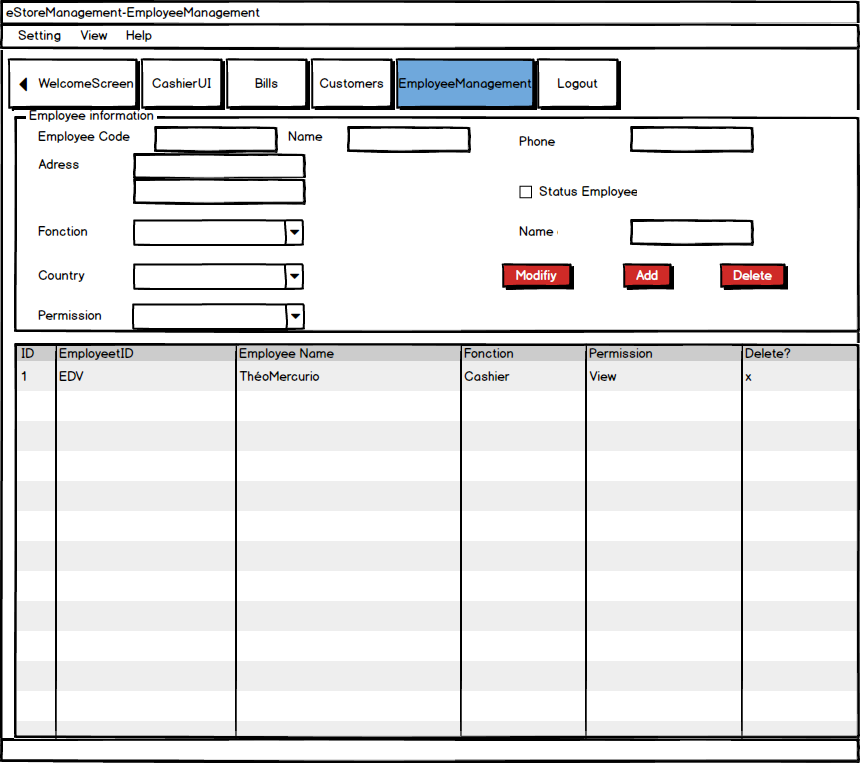 eStoreManagement-EmployeeManagement
Setting View Help
WelcomeScreen CashierUI Bills Customers EmployeeManagement Logout
Employee information
Employee Code Name Phone
Adress
Status Employee
Fonction Name
Country Modifiy Add Delete
Permission
ID EmployeetID Employee Name Fonction Permission Delete?
1 EDV ThéoMercurio Cashier View x